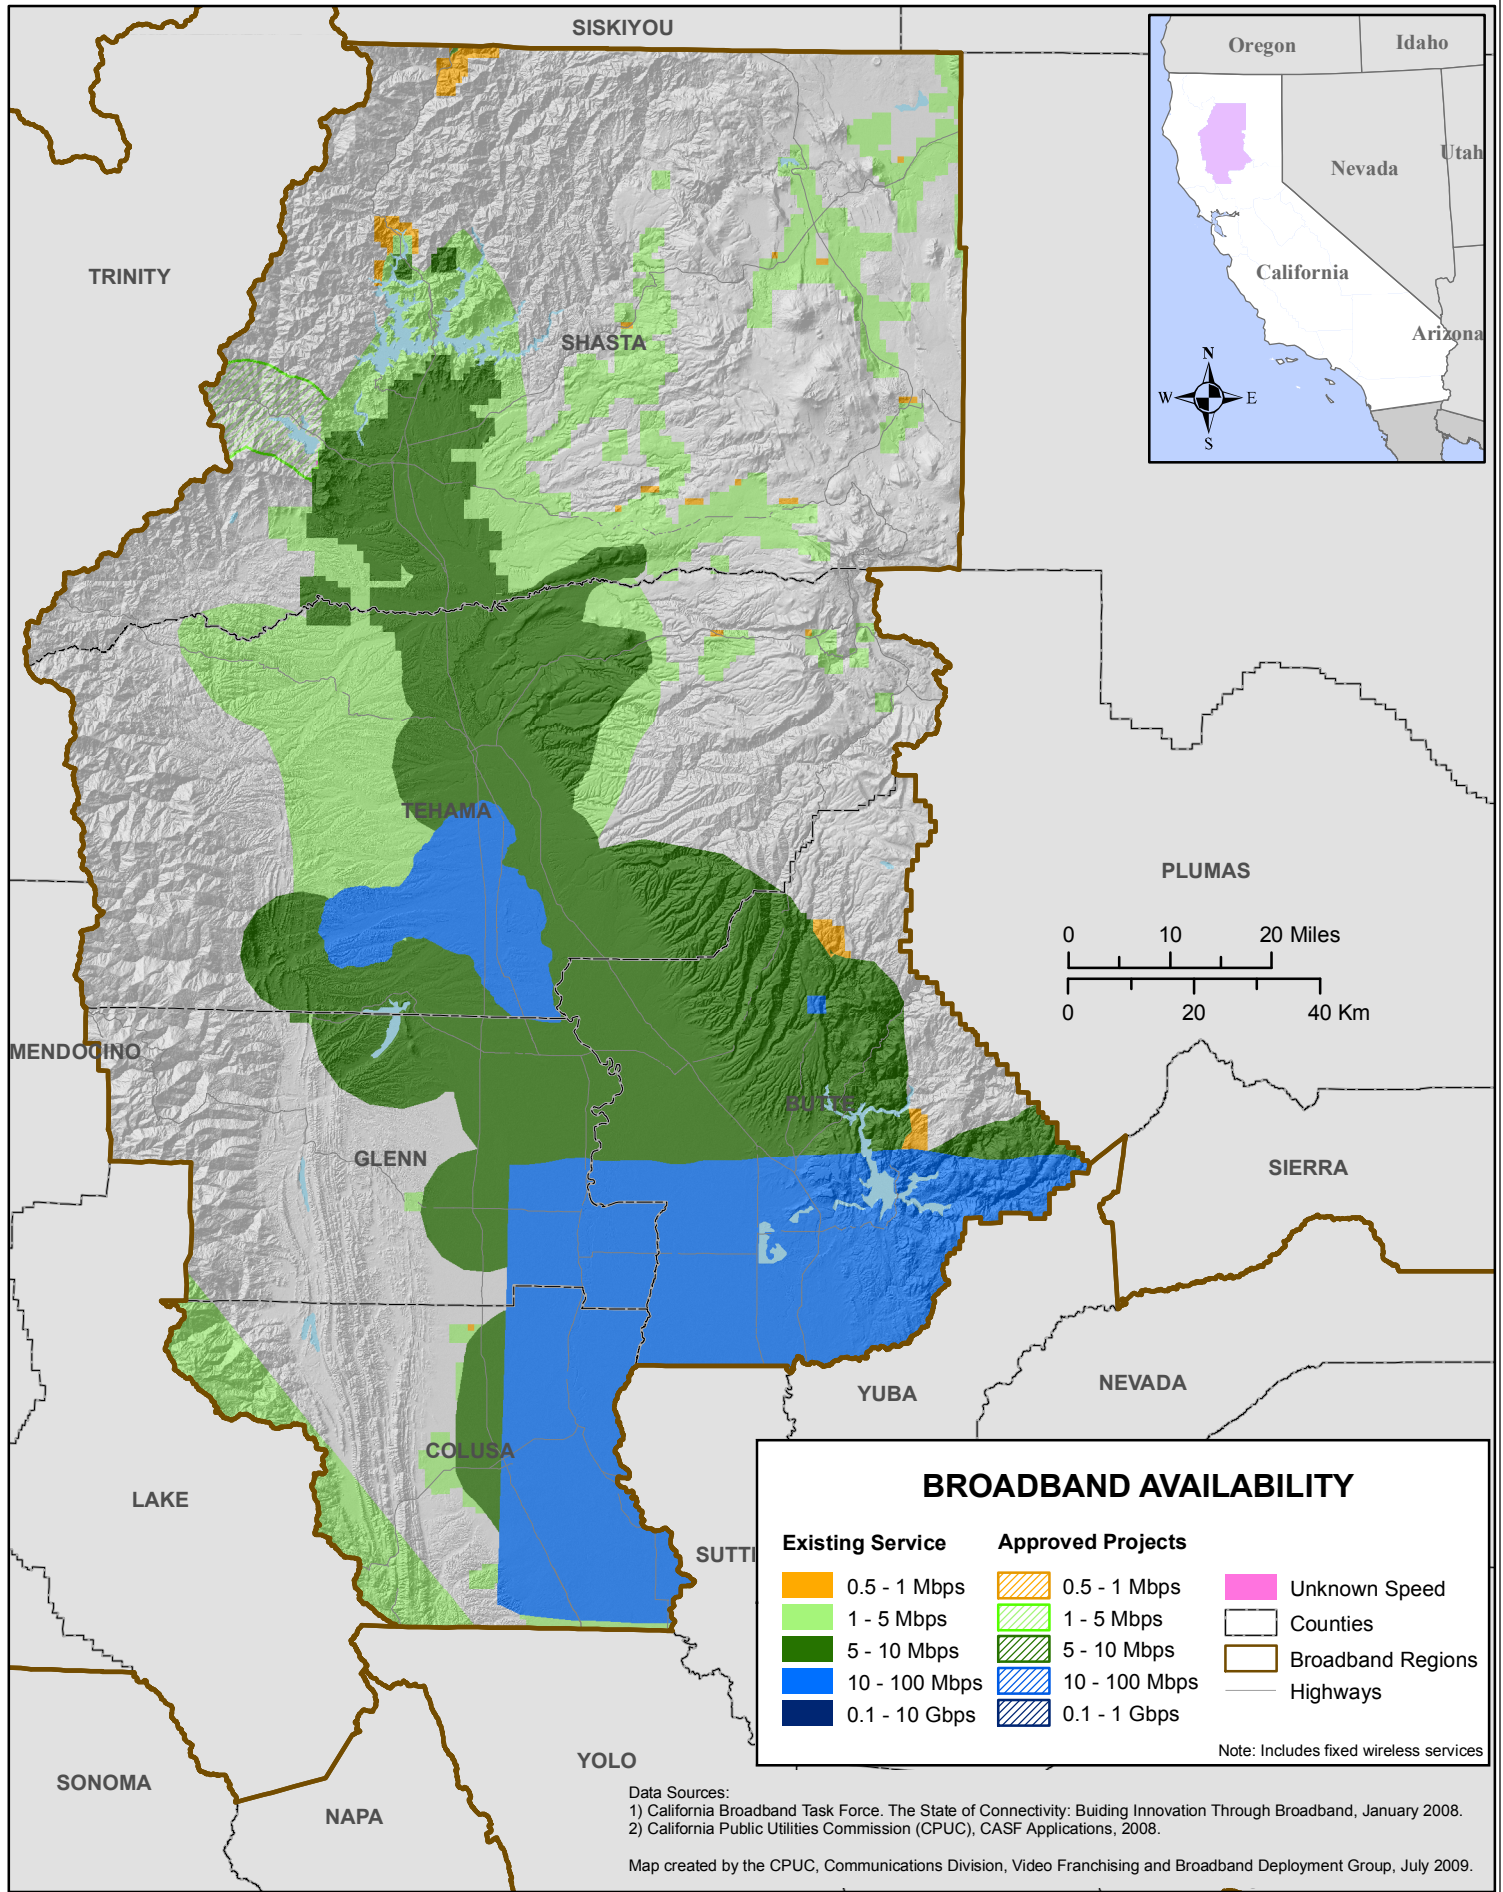 SISKIYOU
Oregon
Idaho
Nevada
Utah
California
Arizona
N
W
E
S
TRINITY
SHASTA
TEHAMA
PLUMAS
0 10 20 Miles
0 20 40 Km
MENDOCINO
BUTTE
GLENN
SIERRA
YUBA
NEVADA
COLUSA
LAKE
SUTT
YOLO
SONOMA
NAPA
BROADBAND AVAILABILITY
Existing Service
0.5 - 1 Mbps
1 - 5 Mbps
5 - 10 Mbps
10 - 100 Mbps
0.1 - 10 Gbps
Approved Projects
0.5 - 1 Mbps
1 - 5 Mbps
5 - 10 Mbps
10 - 100 Mbps
0.1 - 1 Gbps
Unknown Speed
Counties
Broadband Regions
Highways
Note: Includes fixed wireless services
Data Sources:
1) California Broadband Task Force. The State of Connectivity: Buiding Innovation Through Broadband, January 2008.
2) California Public Utilities Commission (CPUC), CASF Applications, 2008.
Map created by the CPUC, Communications Division, Video Franchising and Broadband Deployment Group, July 2009.